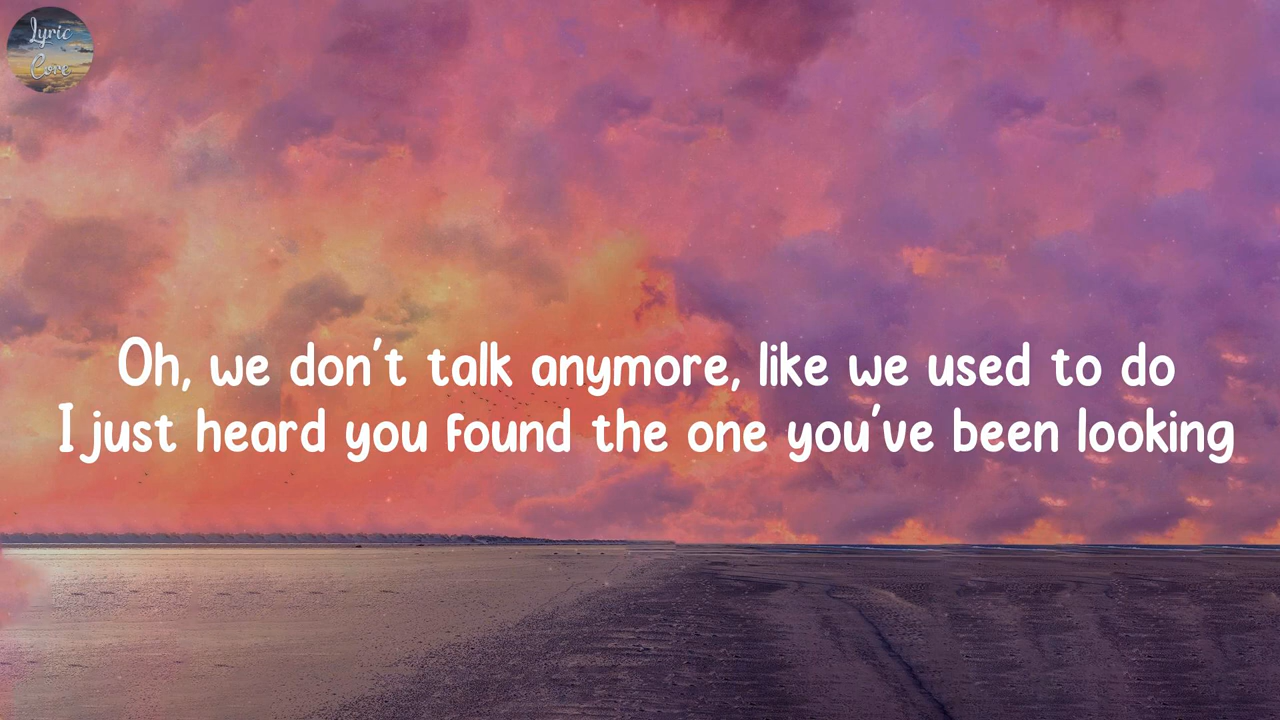 Lyric
Core
Oh, we don't talk anymore, like we used to do
I just heard you found the one you've been looking